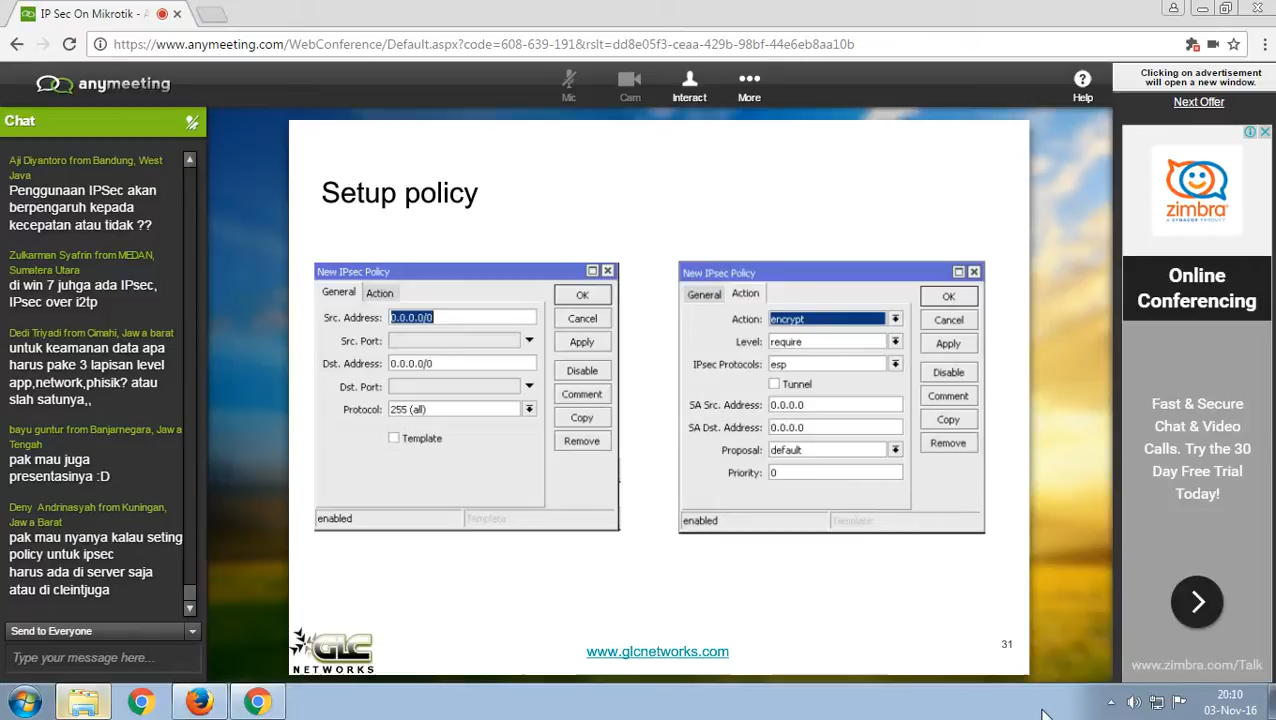 IP Sec On Mikrotik - A
https://www.anymeeting.com/WebConference/Default.aspx?code=608-639-191&rslt=dd8e05f3-ceaa-429b-98bf-44e6eb8aa10b
anymeeting
Mic
Cam
Interact
More
Help
Clicking on advertisement
will open a new window.
Next Offer
Chat
Aji Diyantoro from Bandung, West
Java
Penggunaan IPSec akan
berpengaruh kepada
kecepatan atau tidak ??
Zulkarman Syafrin from MEDAN,
Sumatera Utara
di win 7 juhga ada IPsec,
IPSec over i2tp
Dedi Triyadi from Cimahi, Jawa barat
untuk keamanan data apa
harus pake 3 lapisan level
app,network,phisik? atau
slah satunya,,
bayu guntur from Banjarnegara, Jawa
Tengah
pak mau juga
presentasinya :D
Deny Andrinasyah from Kuningan,
Jawa Barat
pak mau nyanya kalau seting
policy untuk ipsec
harus ada di server saja
atau di cleintjuga
Send to Everyone
Type your message here...
Setup policy
New IPsec Policy
General
Action
Src. Address:
0.0.0.0/0
Src. Port:
Dst. Address:
0.0.0.0/0
Dst. Port:
Protocol:
255 (all)
Template
OK
Cancel
Apply
Disable
Comment
Copy
Remove
enabled
Template
New IPsec Policy
General
Action
Action:
encrypt
Level:
require
IPsec Protocols:
esp
Tunnel
SA Src. Address:
0.0.0.0
SA Dst. Address:
0.0.0.0
Proposal:
default
Priority:
0
OK
Cancel
Apply
Disable
Comment
Copy
Remove
enabled
Template
GLC
NETWORKS
www.glcnetworks.com
31
zimbra
A SYNACOR PRODUCT
Online
Conferencing
Fast & Secure
Chat & Video
Calls. Try the 30
Day Free Trial
Today!
www.zimbra.com/Talk
20:10
03-Nov-16